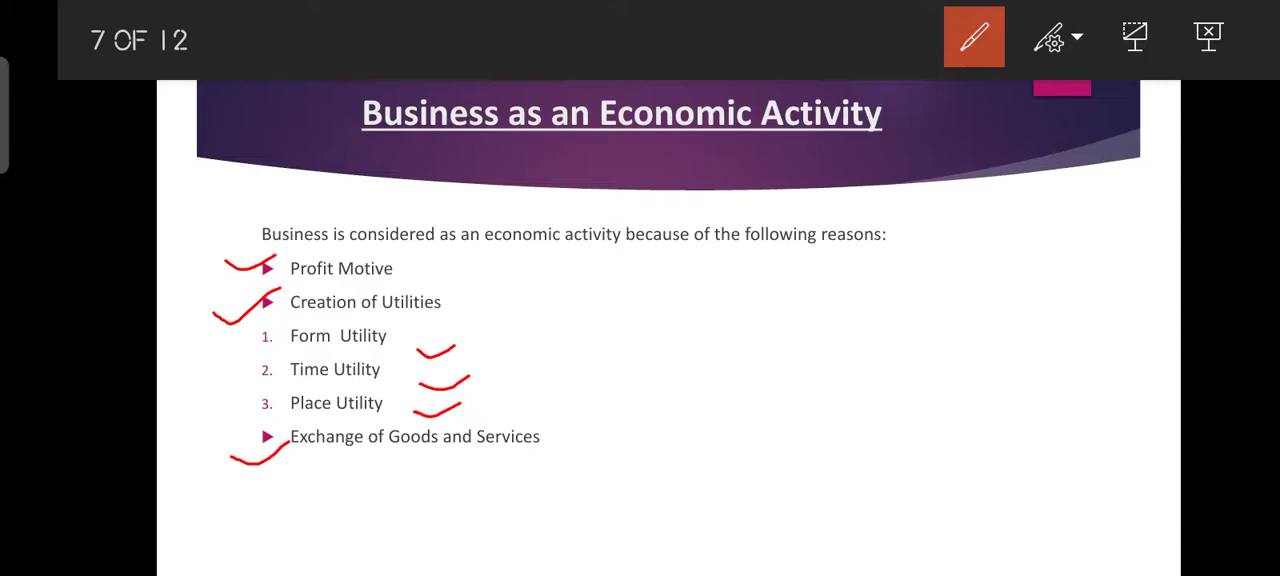 7 OF 12
Business as an Economic Activity
Business is considered as an economic activity because of the following reasons:
▶ Profit Motive
▶ Creation of Utilities
1. Form Utility
2. Time Utility
3. Place Utility
▶ Exchange of Goods and Services